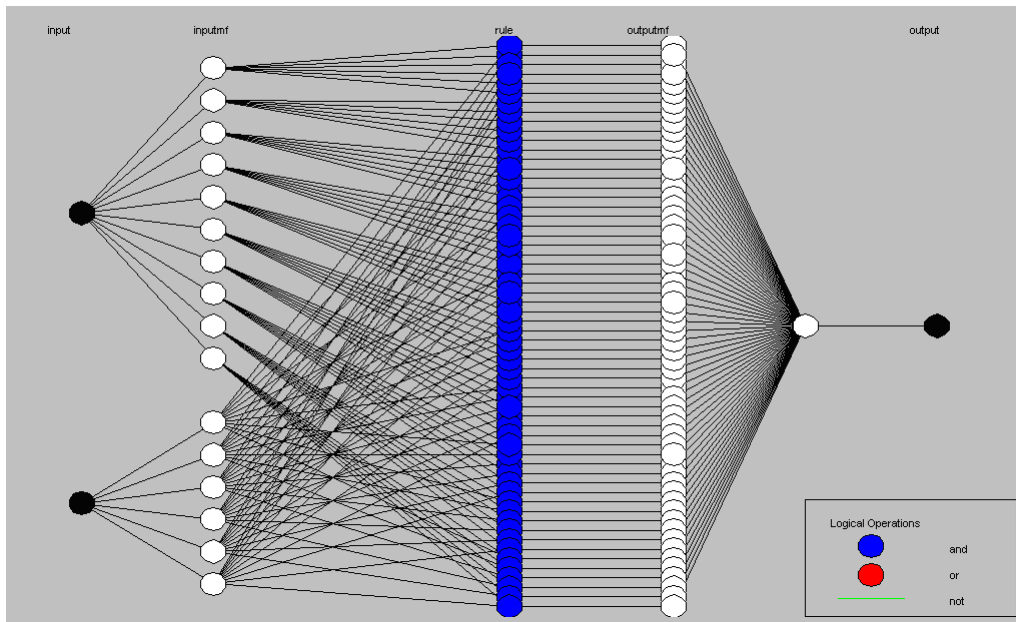 input
inputmf
rule
outputmf
output
Logical Operations
and
or
not